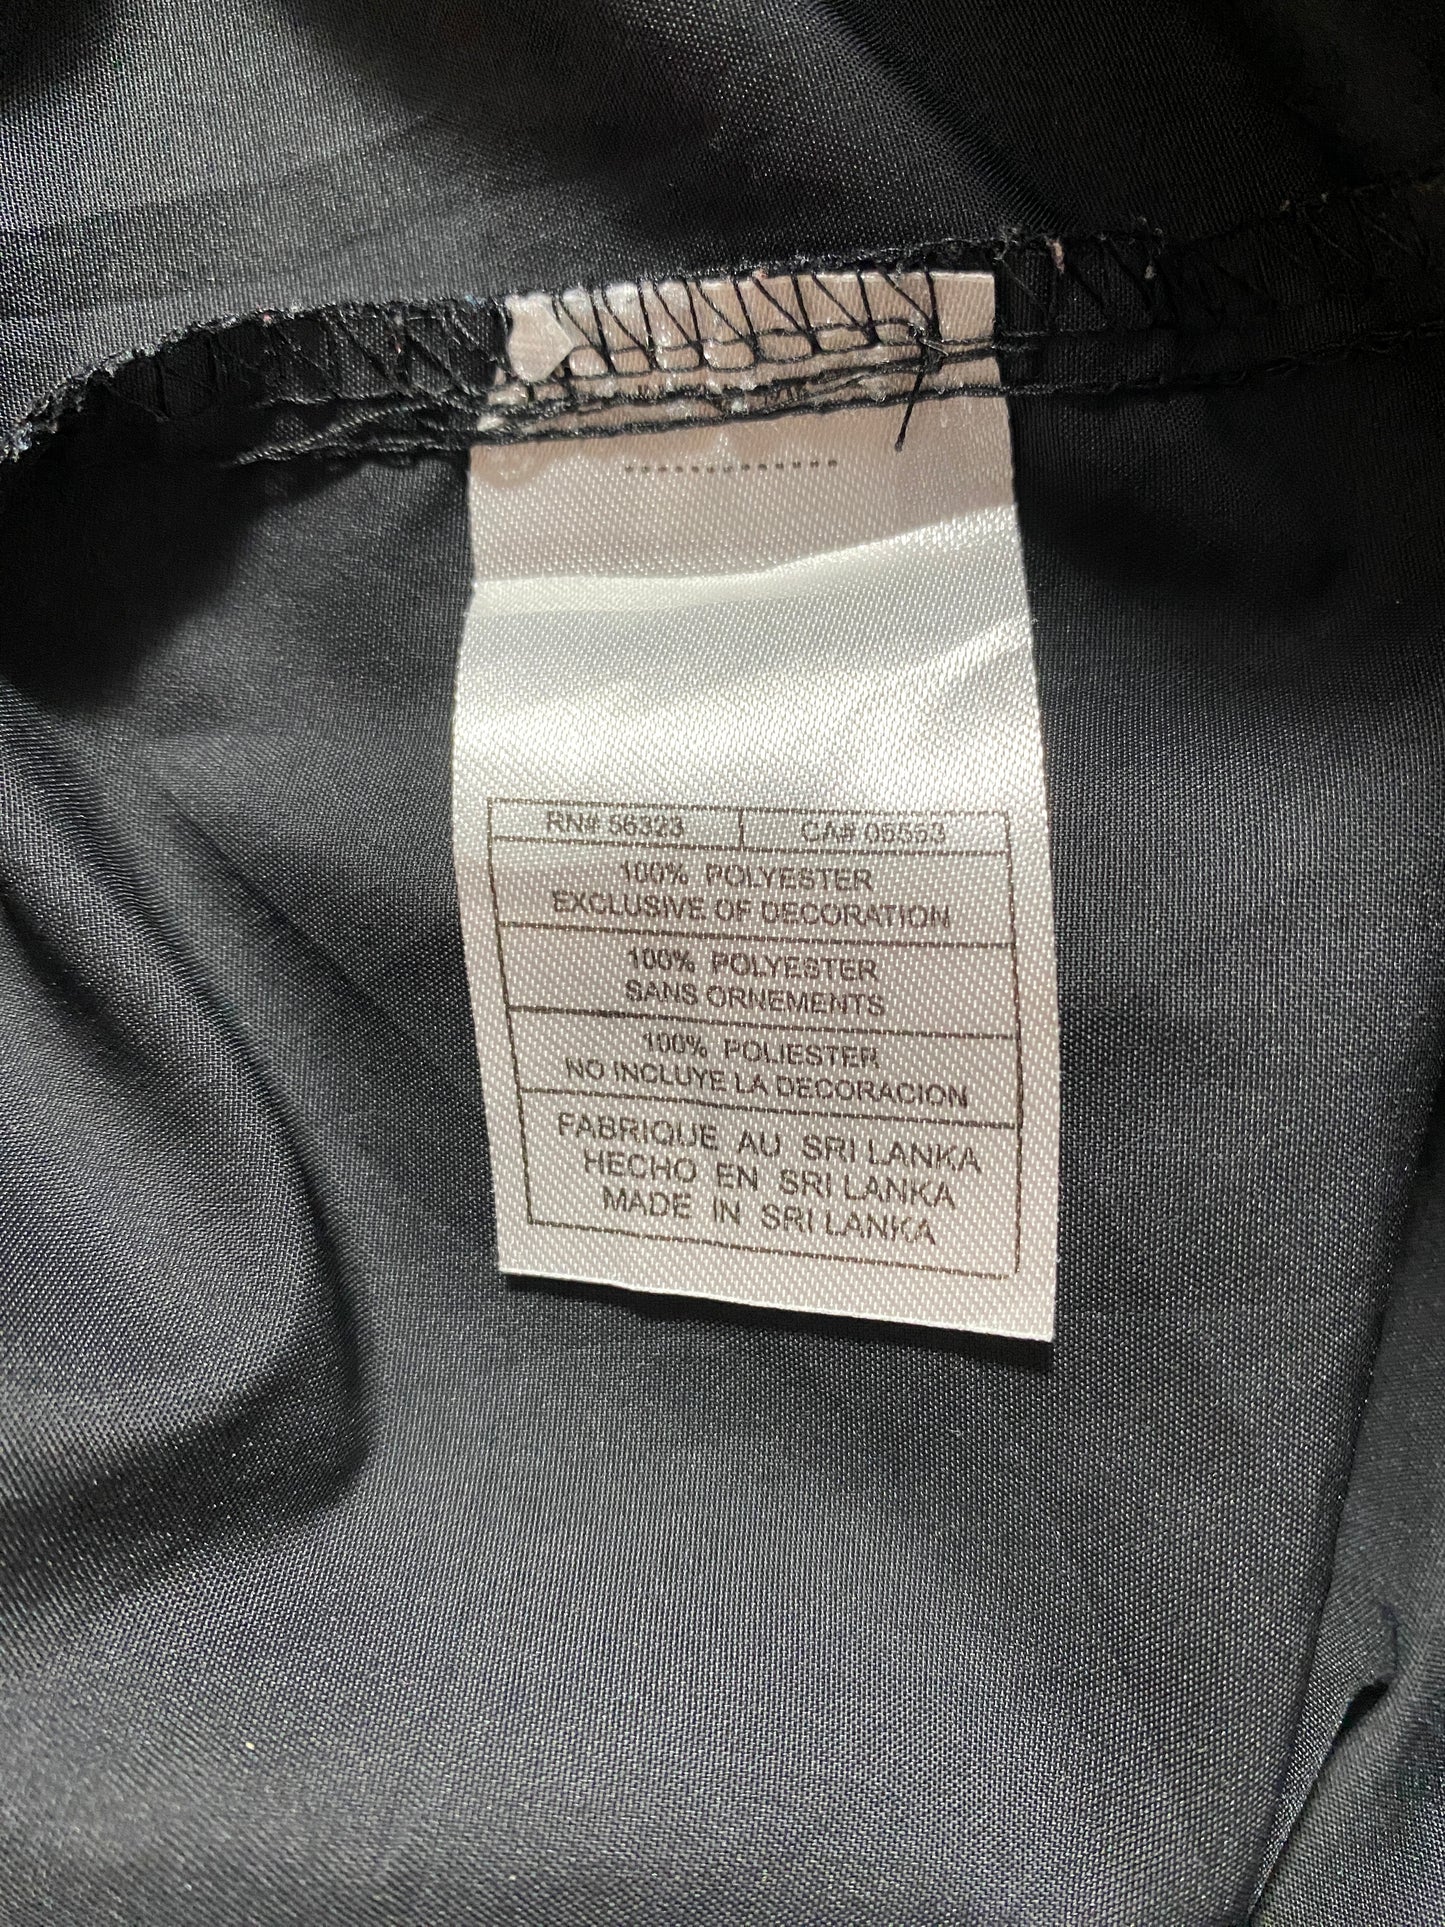 RN# 56323 CA# 05553
100% POLYESTER
EXCLUSIVE OF DECORATION
100% POLYESTER
SANS ORNEMENTS
100% POLIESTER
NO INCLUYE LA DECORACION
FABRIQUE AU SRI LANKA
HECHO EN SRI LANKA
MADE IN SRI LANKA